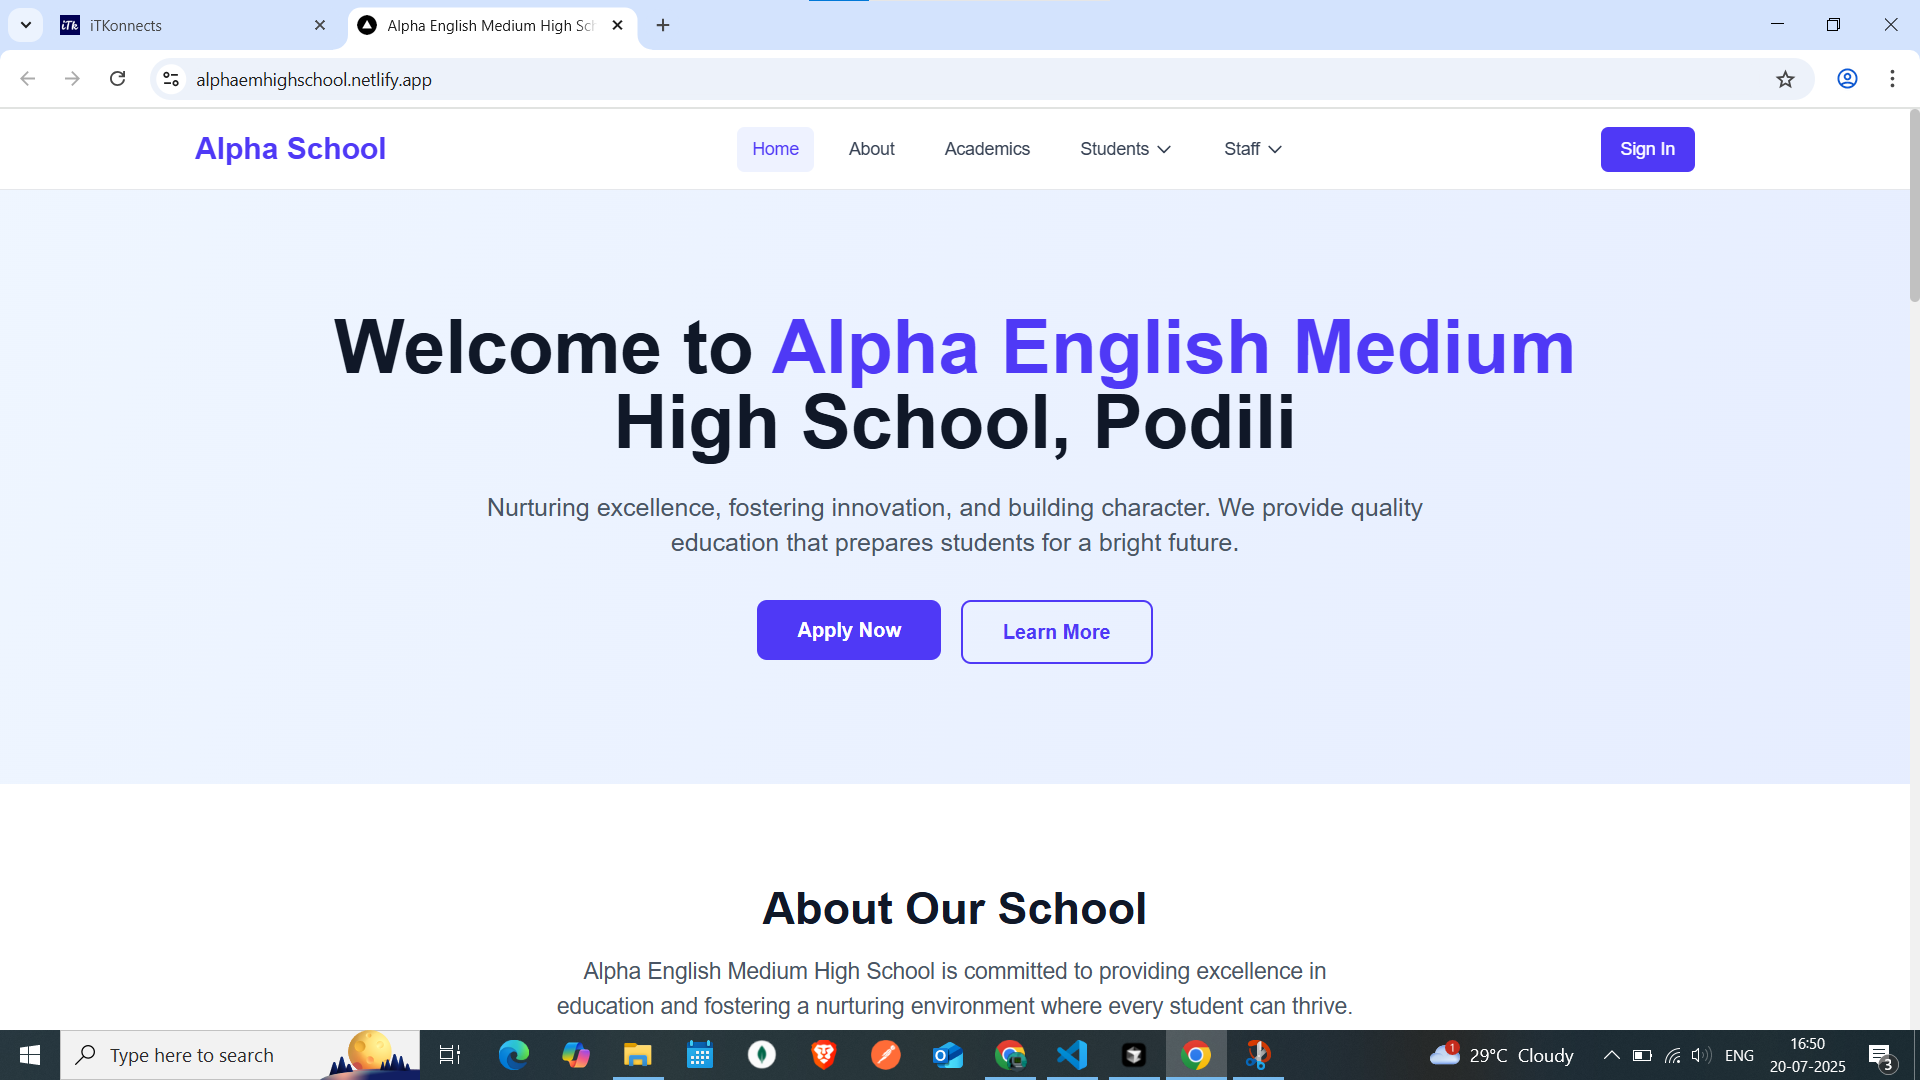 iTk iTKonnects
Alpha English Medium High Sch
alphaemhighschool.netlify.app
Alpha School
Home About Academics Students Staff
Sign In
Welcome to Alpha English Medium
High School, Podili
Nurturing excellence, fostering innovation, and building character. We provide quality
education that prepares students for a bright future.
Apply Now
Learn More
About Our School
Alpha English Medium High School is committed to providing excellence in
education and fostering a nurturing environment where every student can thrive.
Type here to search
1
29°C Cloudy
ENG
16:50
20-07-2025
3